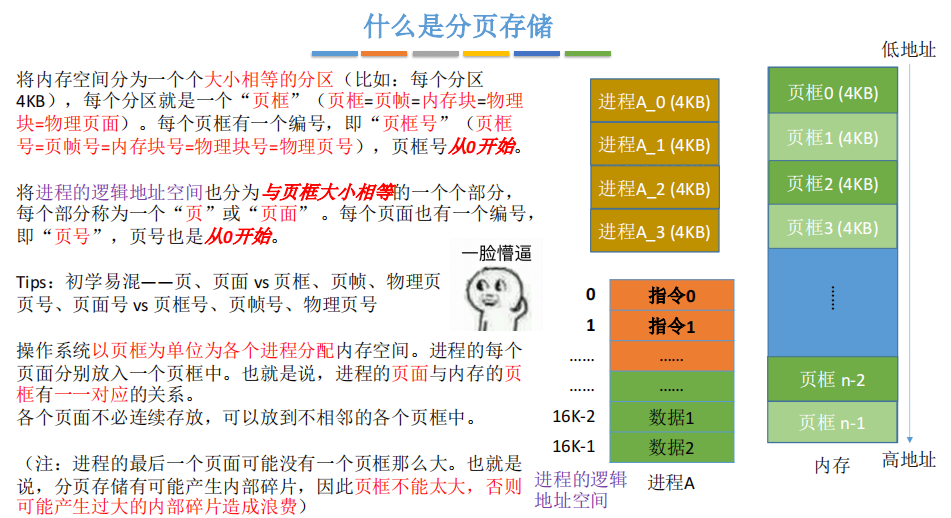 什么是分页存储
将内存空间分为一个个大小相等的分区（比如：每个分区
4KB），每个分区就是一个“页框”（页框=页帧=内存块=物理
块=物理页面）。每个页框有一个编号，即“页框号”（页框
号=页帧号=内存块号=物理块号=物理页号），页框号从0开始。
将进程的逻辑地址空间也分为与页框大小相等的一个个部分，
每个部分称为一个“页”或“页面” 。每个页面也有一个编号，
即“页号”，页号也是从0开始。
Tips：初学易混——页、页面 vs 页框、页帧、物理页
页号、页面号 vs 页框号、页帧号、物理页号
操作系统以页框为单位为各个进程分配内存空间。进程的每个
页面分别放入一个页框中。也就是说，进程的页面与内存的页
框有一一对应的关系。
各个页面不必连续存放，可以放到不相邻的各个页框中。
（注：进程的最后一个页面可能没有一个页框那么大。也就是
说，分页存储有可能产生内部碎片，因此页框不能太大，否则
可能产生过大的内部碎片造成浪费）
一脸懵逼
进程A_0 (4KB)
进程A_1 (4KB)
进程A_2 (4KB)
进程A_3 (4KB)
0 指令0
1 指令1
…… ……
…… ……
16K-2 数据1
16K-1 数据2
进程的逻辑
地址空间
进程A
低地址
页框0 (4KB)
页框1 (4KB)
页框2 (4KB)
页框3 (4KB)
……
页框 n-2
页框 n-1
内存
高地址